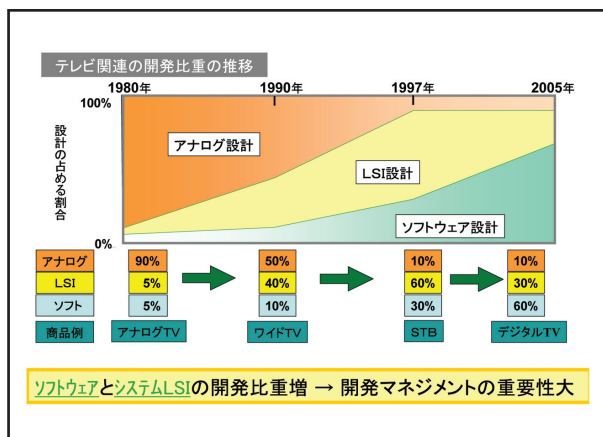 テレビ関連の開発比重の推移
1980年 1990年 1997年 2005年
100%
設計の占める割合
アナログ設計
LSI設計
ソフトウェア設計
0%
アナログ 90% 50% 10% 10%
LSI 5% 40% 60% 30%
ソフト 5% 10% 30% 60%
商品例 アナログTV ワイドTV STB デジタルTV
ソフトウェアとシステムLSIの開発比重増 → 開発マネジメントの重要性大